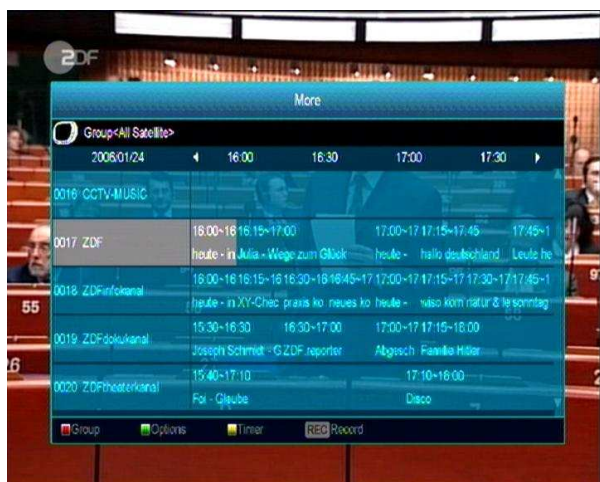 ZDF
More
Group<All Satellite>
2006/01/24 16:00 16:30 17:00 17:30
0016 CCTV-MUSIC
16:00~16 16:15~17:00 17:00~17 17:15~17:45 17:45~1
0017 ZDF
heute - in Julia - Wege zum Glück heute - hallo deutschland Leute he
16:00~16 16:15~16 16:30~16 16:45~17 17:00~17 17:15~17 17:30~17 17:45~1
0018 ZDFinfokanal
heute - in XY-Chec praxis ko neues ko heute - wiso kom natur & le sonntag
15:30~16:30 16:30~17:00 17:00~17 17:15~18:00
0019 ZDFdokukanal
Joseph Schmidt - G ZDF.reporter Abgesch Familie Hitler
15:40~17:10 17:10~18:00
0020 ZDFtheaterkanal
Foi - Glaube Disco
Group Options Timer REC Record
55